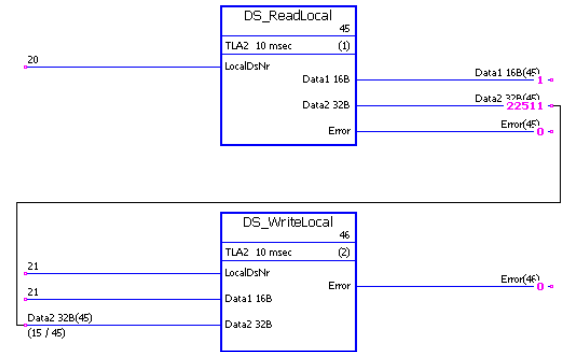 DS_ReadLocal
45
TLA2 10 msec (1)
20
LocalDsNr
Data1 16B
Data1 16B(45)
1
Data2 32B
Data2 32B(45)
22511
Error
Error(45)
0
DS_WriteLocal
46
TLA2 10 msec (2)
21
LocalDsNr
Error
Error(46)
0
21
Data1 16B
Data2 32B(45)
Data2 32B
(15 / 45)